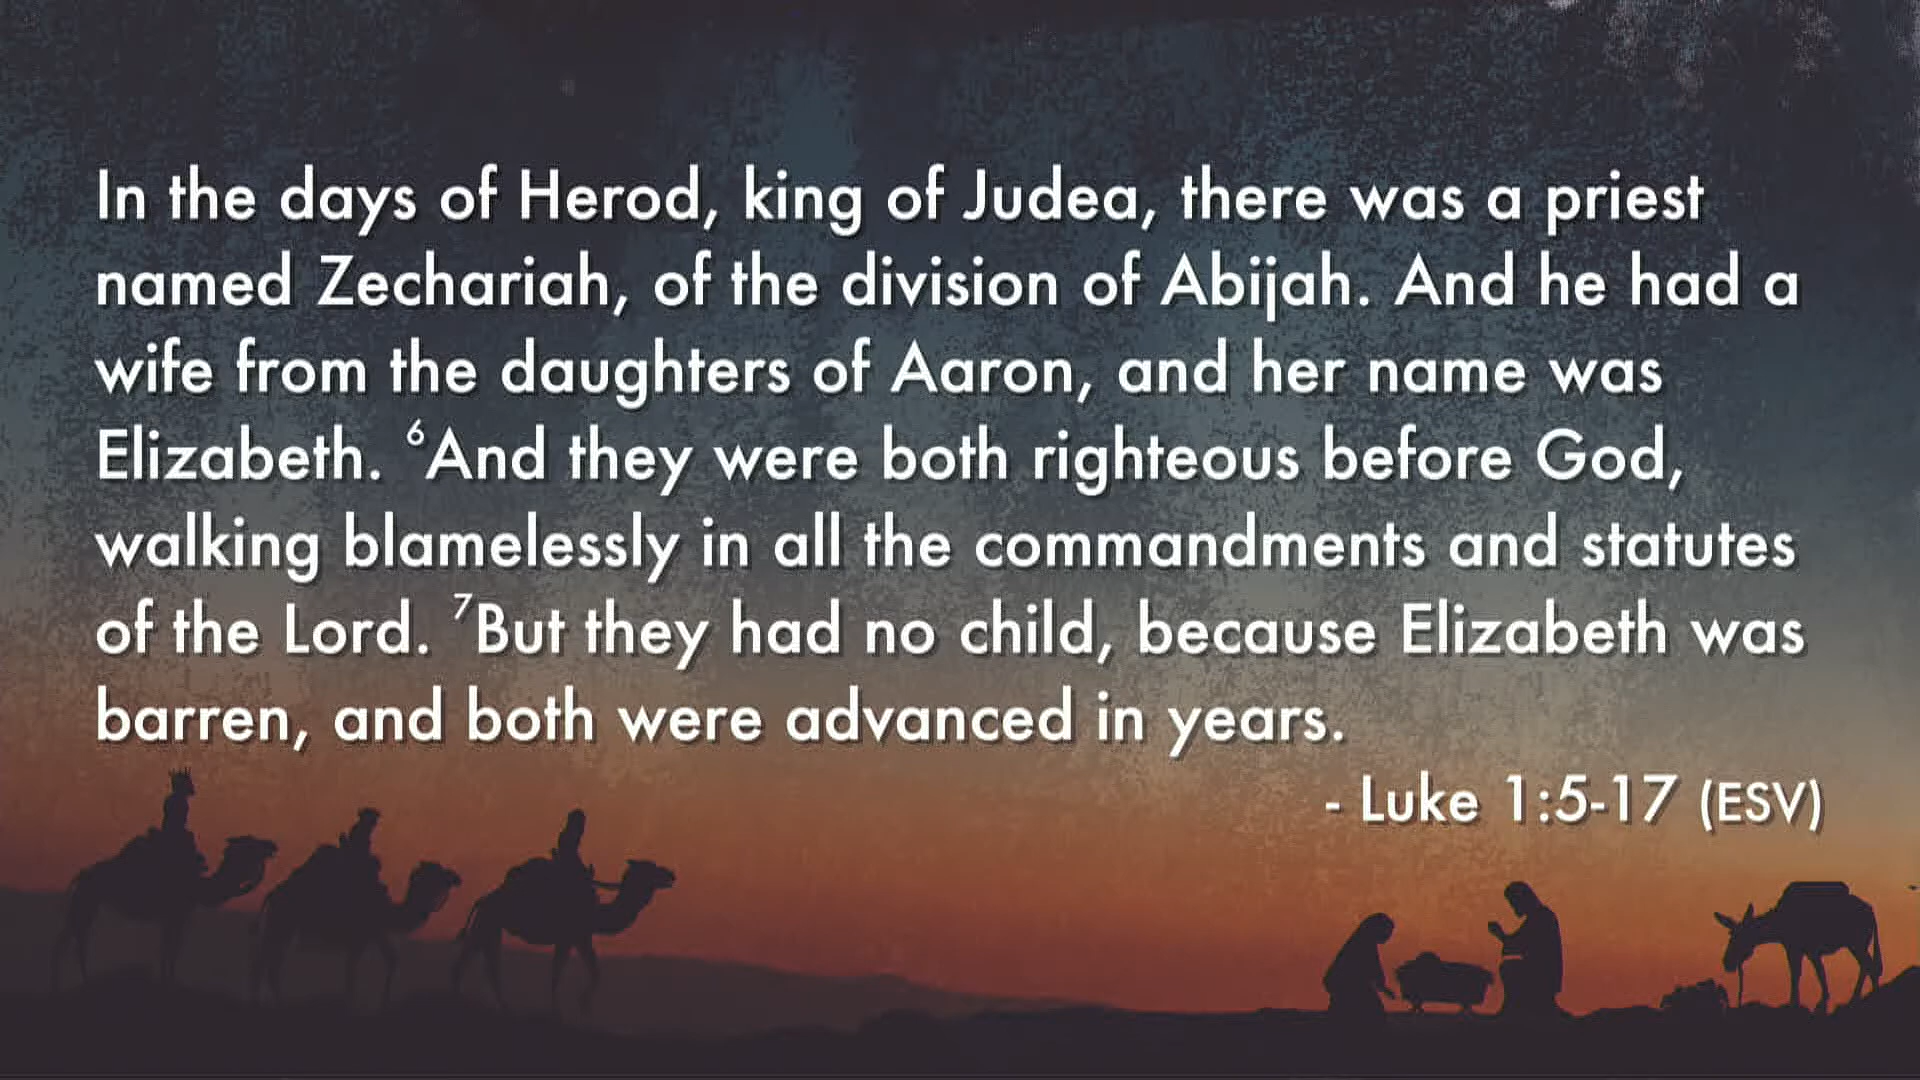 In the days of Herod, king of Judea, there was a priest
named Zechariah, of the division of Abijah. And he had a
wife from the daughters of Aaron, and her name was
Elizabeth. ⁶And they were both righteous before God,
walking blamelessly in all the commandments and statutes
of the Lord. ⁷But they had no child, because Elizabeth was
barren, and both were advanced in years.
- Luke 1:5-17 (ESV)